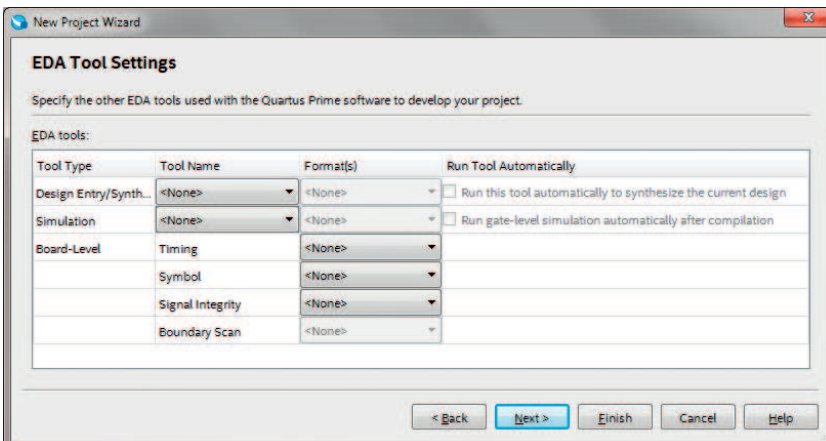 New Project Wizard
EDA Tool Settings
Specify the other EDA tools used with the Quartus Prime software to develop your project.
EDA tools:
Tool Type Tool Name Format(s) Run Tool Automatically
Design Entry/Synth... <None> <None> Run this tool automatically to synthesize the current design
Simulation <None> <None> Run gate-level simulation automatically after compilation
Board-Level Timing <None>
Symbol <None>
Signal Integrity <None>
Boundary Scan <None>
< Back Next > Finish Cancel Help